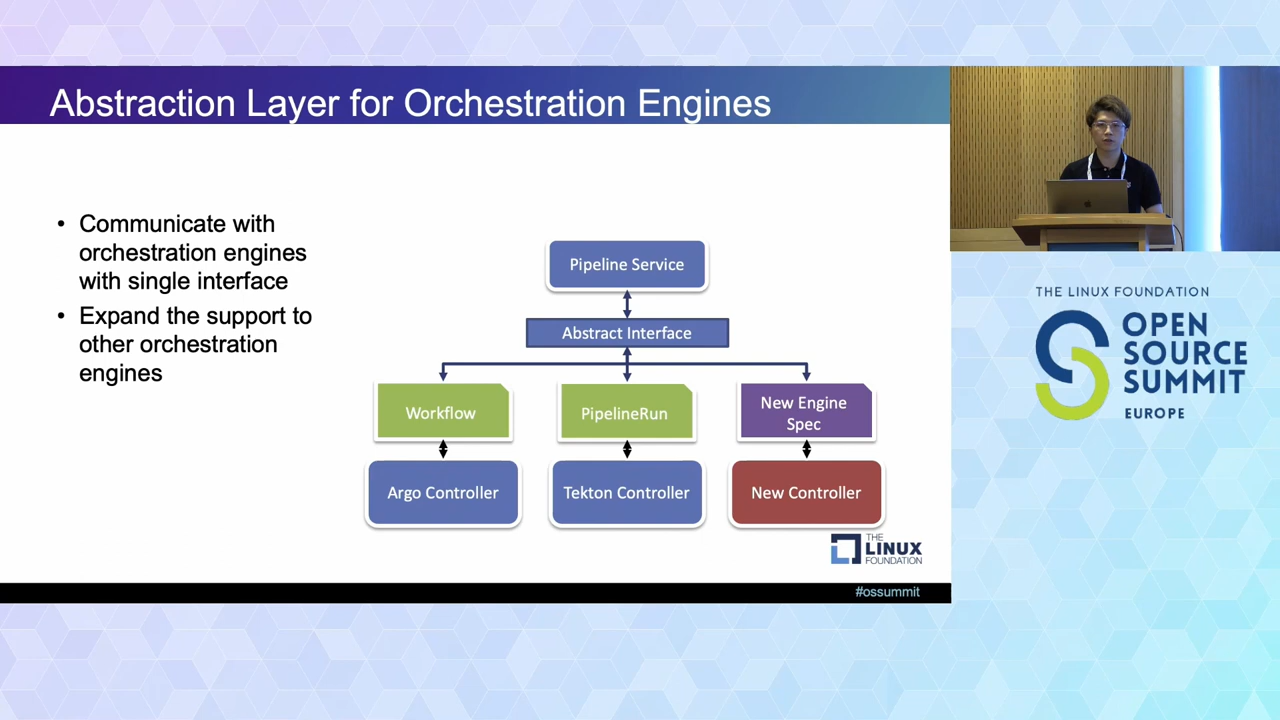 Abstraction Layer for Orchestration Engines
• Communicate with
orchestration engines
with single interface
• Expand the support to
other orchestration
engines
Pipeline Service
Abstract Interface
Workflow
PipelineRun
New Engine
Spec
Argo Controller
Tekton Controller
New Controller
THE
LINUX
FOUNDATION
#ossummit
THE LINUX FOUNDATION
OPEN
SOURCE
SUMMIT
EUROPE